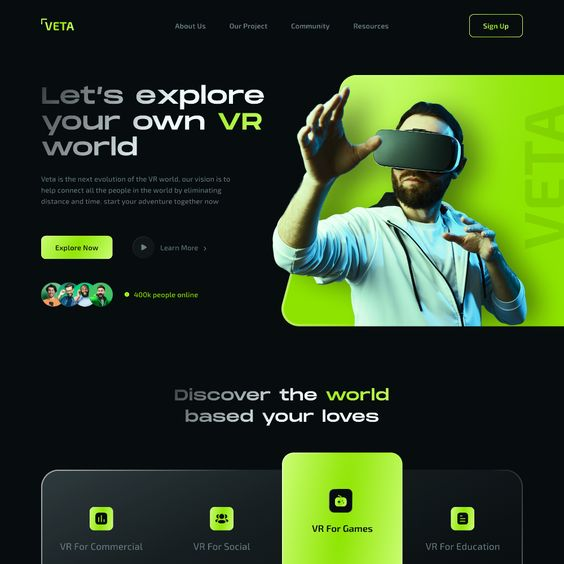 VETA
About Us
Our Project
Community
Resources
Sign Up
Let's explore
your own VR
world
Veta is the next evolution of the VR world, our vision is to
help connect all the people in the world by eliminating
distance and time, start your adventure together now
Explore Now
Learn More
400k people online
VETA
Discover the world
based your loves
VR For Commercial
VR For Social
VR For Games
VR For Education